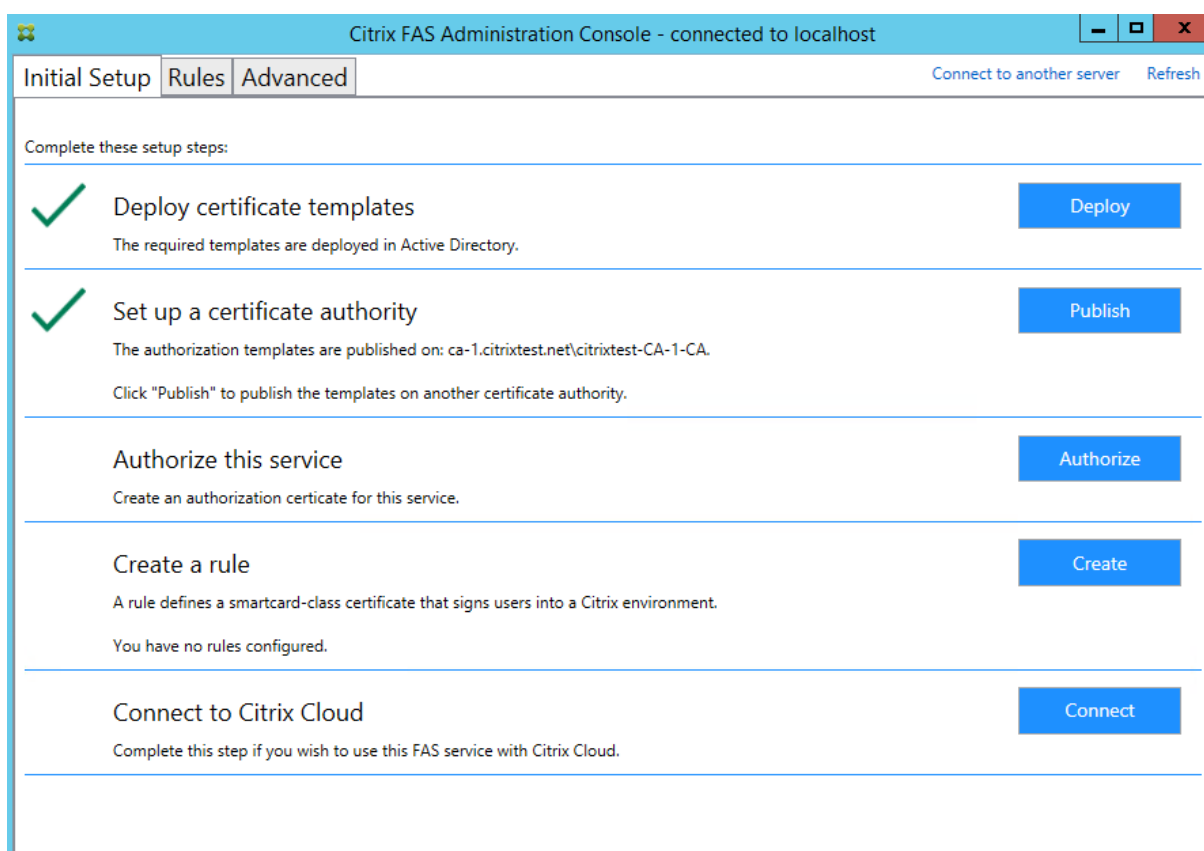 Citrix FAS Administration Console - connected to localhost
Initial Setup Rules Advanced Connect to another server Refresh
Complete these setup steps:
Deploy certificate templates
Deploy
The required templates are deployed in Active Directory.
Set up a certificate authority
Publish
The authorization templates are published on: ca-1.citrixtest.net\citrixtest-CA-1-CA.
Click "Publish" to publish the templates on another certificate authority.
Authorize this service
Authorize
Create an authorization certicate for this service.
Create a rule
Create
A rule defines a smartcard-class certificate that signs users into a Citrix environment.
You have no rules configured.
Connect to Citrix Cloud
Connect
Complete this step if you wish to use this FAS service with Citrix Cloud.